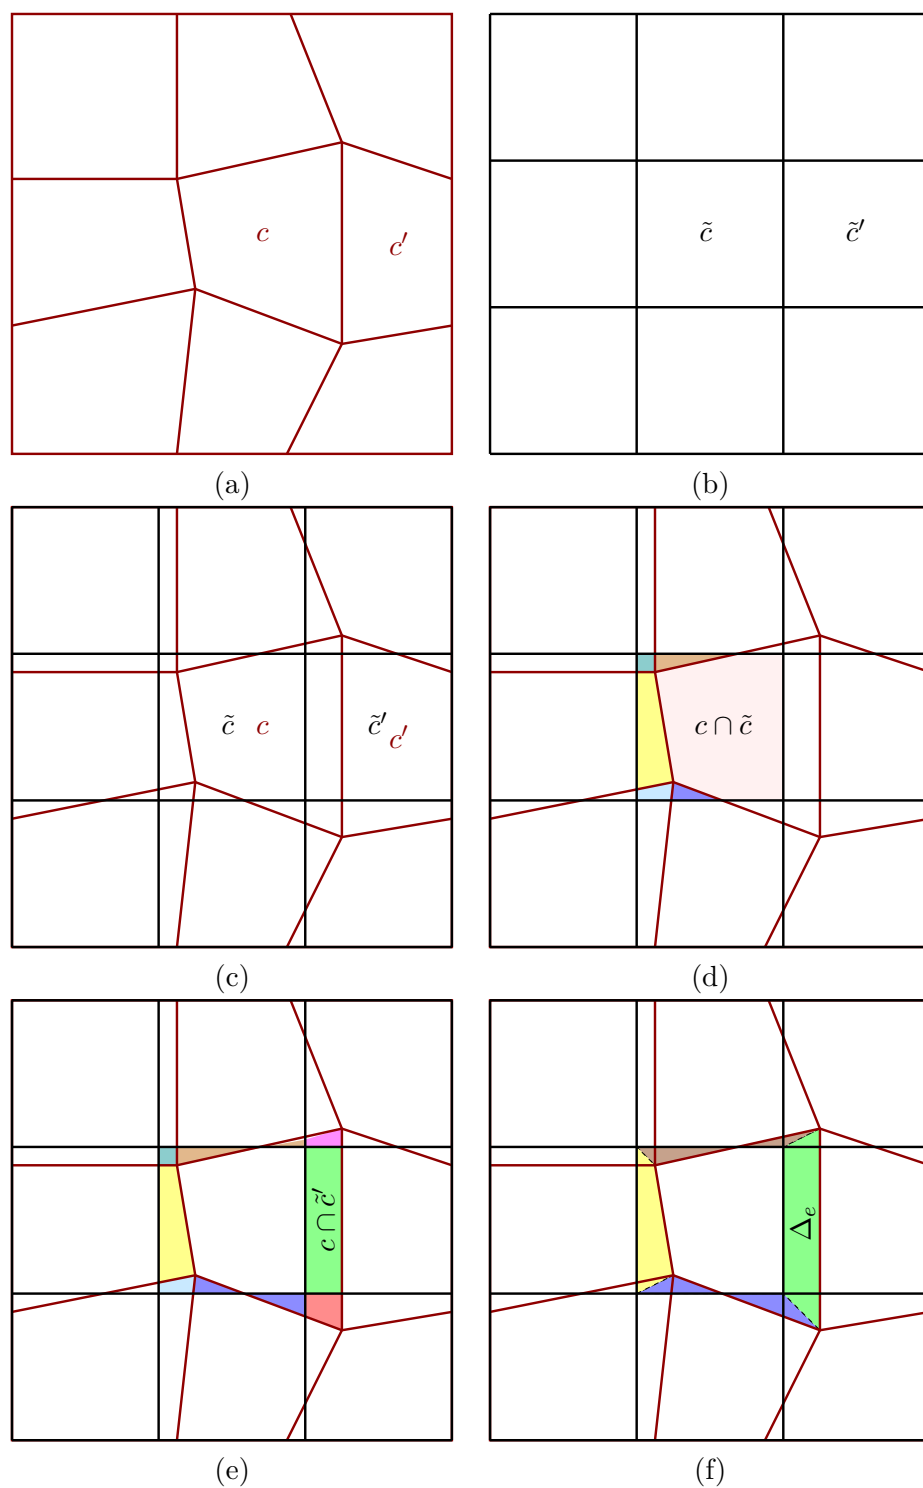 c c′
(a)
c̃ c̃′
(b)
c̃ c c̃′ c′
(c)
c ∩ c̃
(d)
c ∩ c̃′
(e)
Δₑ
(f)